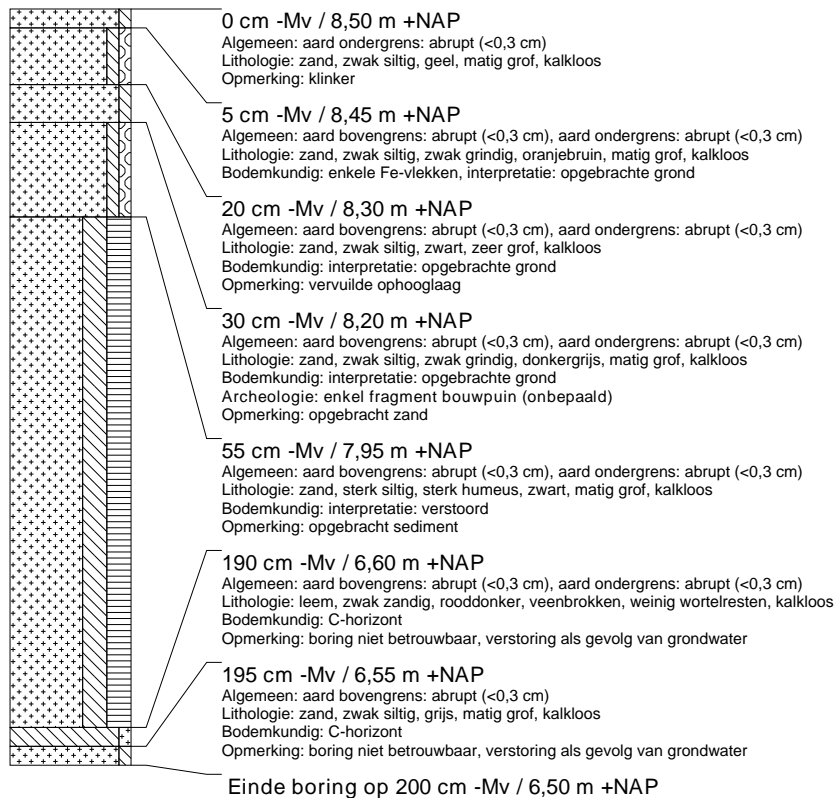 0 cm -Mv / 8,50 m +NAP
Algemeen: aard ondergrens: abrupt (<0,3 cm)
Lithologie: zand, zwak siltig, geel, matig grof, kalkloos
Opmerking: klinker
5 cm -Mv / 8,45 m +NAP
Algemeen: aard bovengrens: abrupt (<0,3 cm), aard ondergrens: abrupt (<0,3 cm)
Lithologie: zand, zwak siltig, zwak grindig, oranjebruin, matig grof, kalkloos
Bodemkundig: enkele Fe-vlekken, interpretatie: opgebrachte grond
20 cm -Mv / 8,30 m +NAP
Algemeen: aard bovengrens: abrupt (<0,3 cm), aard ondergrens: abrupt (<0,3 cm)
Lithologie: zand, zwak siltig, zwart, zeer grof, kalkloos
Bodemkundig: interpretatie: opgebrachte grond
Opmerking: vervuilde ophooglaag
30 cm -Mv / 8,20 m +NAP
Algemeen: aard bovengrens: abrupt (<0,3 cm), aard ondergrens: abrupt (<0,3 cm)
Lithologie: zand, zwak siltig, zwak grindig, donkergrijs, matig grof, kalkloos
Bodemkundig: interpretatie: opgebrachte grond
Archeologie: enkel fragment bouwpuin (onbepaald)
Opmerking: opgebracht zand
55 cm -Mv / 7,95 m +NAP
Algemeen: aard bovengrens: abrupt (<0,3 cm), aard ondergrens: abrupt (<0,3 cm)
Lithologie: zand, sterk siltig, sterk humeus, zwart, matig grof, kalkloos
Bodemkundig: interpretatie: verstoord
Opmerking: opgebracht sediment
190 cm -Mv / 6,60 m +NAP
Algemeen: aard bovengrens: abrupt (<0,3 cm), aard ondergrens: abrupt (<0,3 cm)
Lithologie: leem, zwak zandig, rooddonker, veenbrokken, weinig wortelresten, kalkloos
Bodemkundig: C-horizont
Opmerking: boring niet betrouwbaar, verstoring als gevolg van grondwater
195 cm -Mv / 6,55 m +NAP
Algemeen: aard bovengrens: abrupt (<0,3 cm)
Lithologie: zand, zwak siltig, grijs, matig grof, kalkloos
Bodemkundig: C-horizont
Opmerking: boring niet betrouwbaar, verstoring als gevolg van grondwater
Einde boring op 200 cm -Mv / 6,50 m +NAP